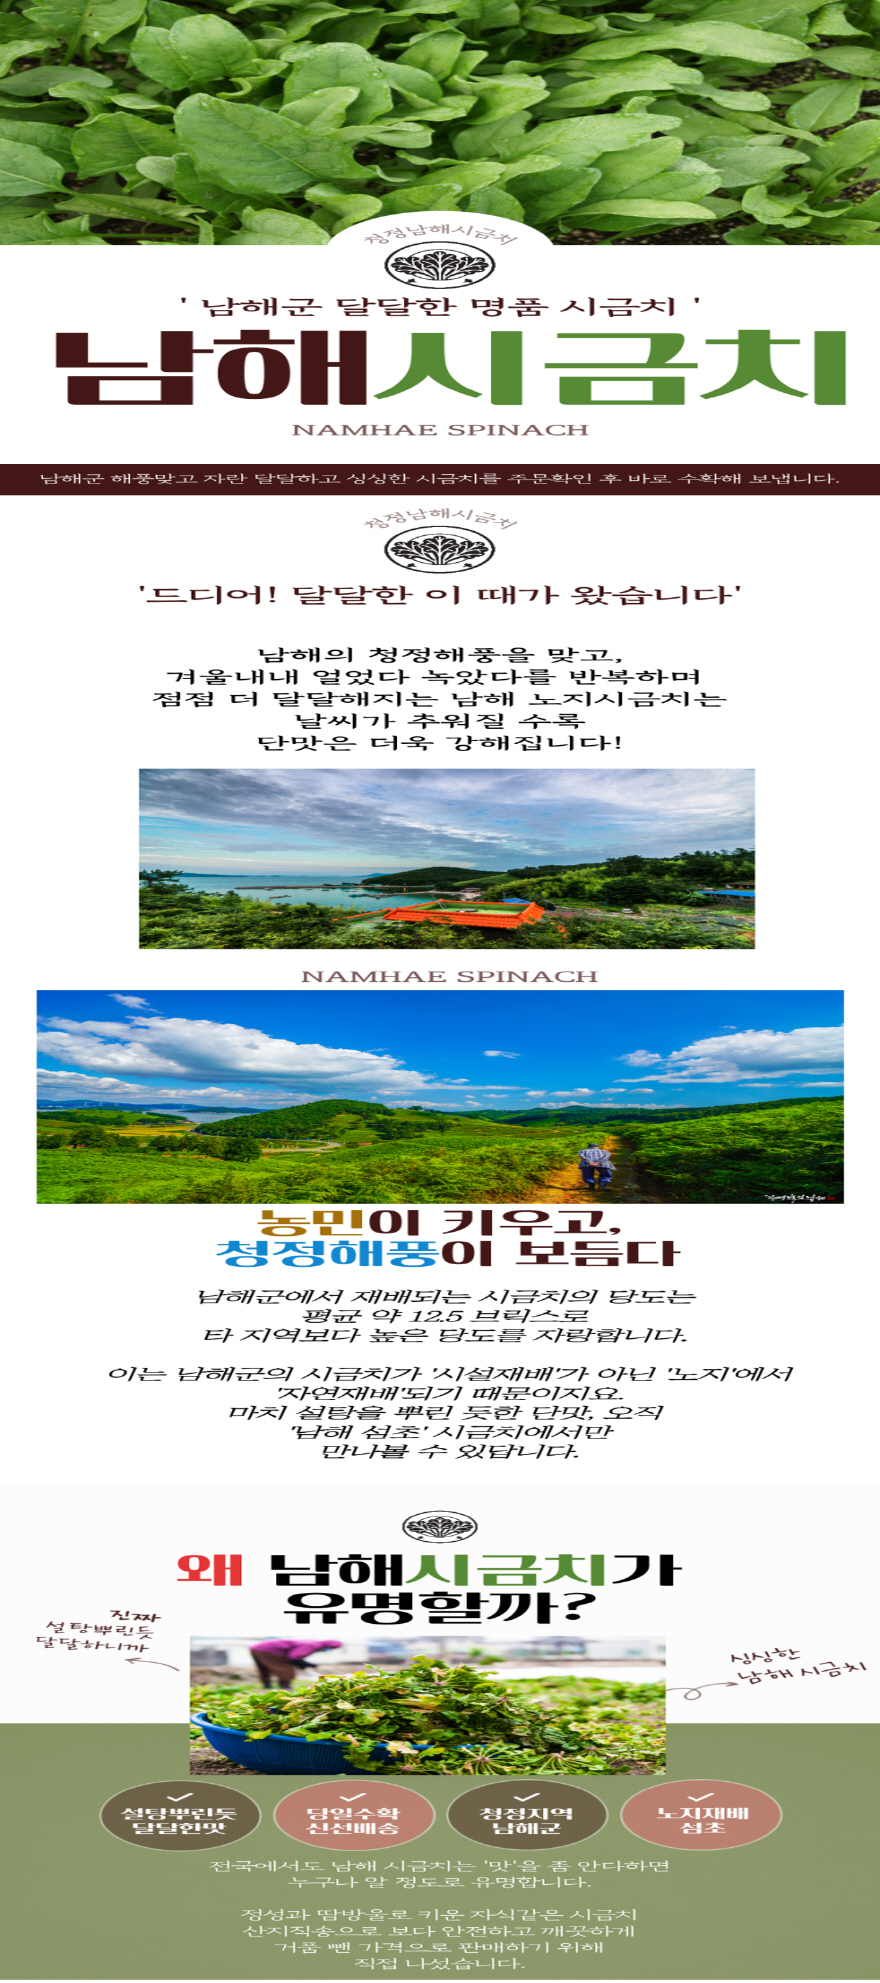 청정남해시금치
' 남해군 달달한 명품 시금치 '
남해시금치
NAMHAE SPINACH
남해군 해풍맞고 자란 달달하고 싱싱한 시금치를 주문확인 후 바로 수확해 보냅니다.
청정남해시금치
'드디어! 달달한 이 때가 왔습니다'
남해의 청정해풍을 맞고,
겨울내내 얼었다 녹았다를 반복하며
점점 더 달달해지는 남해 노지시금치는
날씨가 추워질 수록
단맛은 더욱 강해집니다!
NAMHAE SPINACH
농민이 키우고,
청정해풍이 보듬다
남해군에서 재배되는 시금치의 당도는
평균 약 12.5 브릭스로
타 지역보다 높은 당도를 자랑합니다.
이는 남해군의 시금치가 '시설재배'가 아닌 '노지'에서
'자연재배'되기 때문이지요.
마치 설탕을 뿌린 듯한 단맛, 오직
'남해 섬초' 시금치에서만
만나볼 수 있답니다.
왜 남해시금치가
유명할까?
진짜
설탕뿌린듯
달달하니까
싱싱한
남해 시금치
설탕뿌린듯
달달한맛
당일수확
신선배송
청정지역
남해군
노지재배
섬초
전국에서도 남해 시금치는 '맛'을 좀 안다하면
누구나 알 정도로 유명합니다.
정성과 땀방울로 키운 자식같은 시금치
산지직송으로 보다 안전하고 깨끗하게
거품 뺀 가격으로 판매하기 위해
직접 나섰습니다.